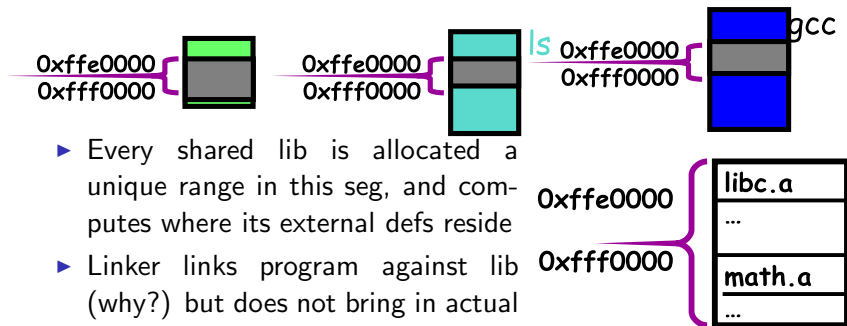 0xffe0000
0xfff0000
0xffe0000
0xfff0000
ls
0xffe0000
0xfff0000
gcc
▶ Every shared lib is allocated a
unique range in this seg, and com-
putes where its external defs reside
▶ Linker links program against lib
(why?) but does not bring in actual
0xffe0000
0xfff0000
libc.a
...
math.a
...